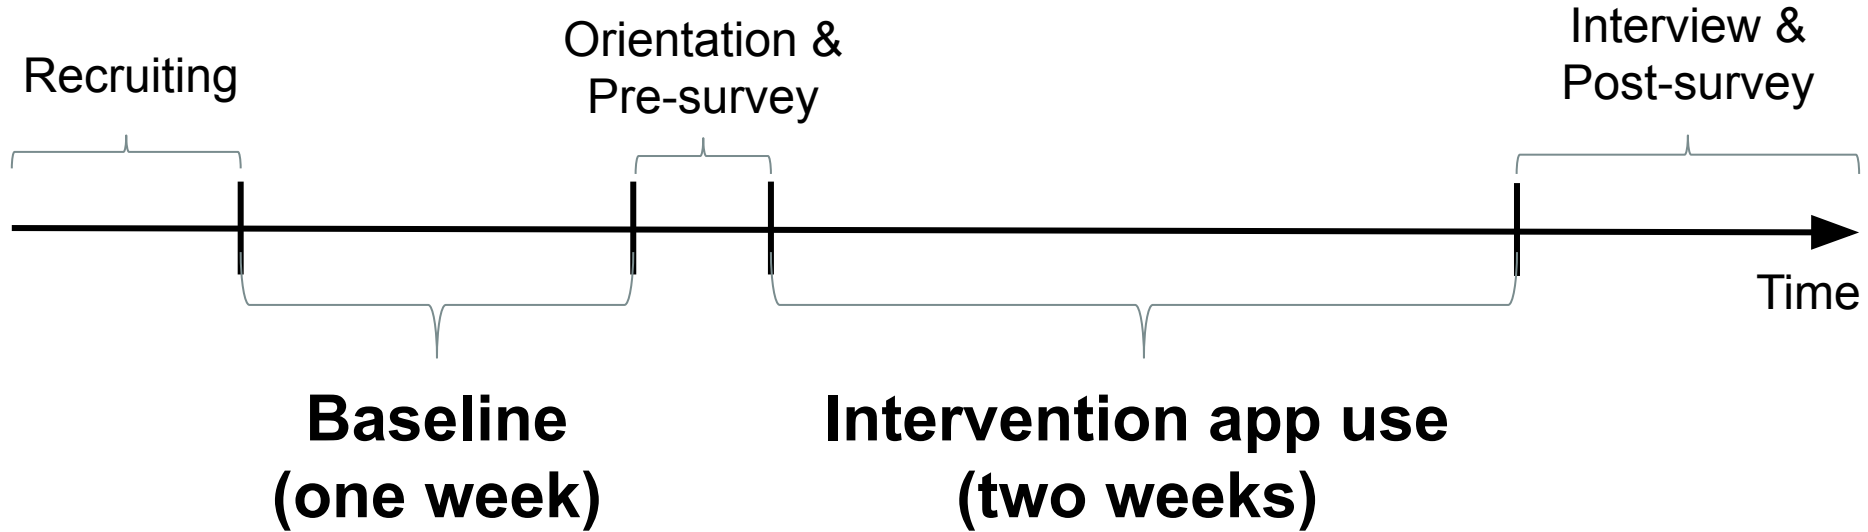 Recruiting
Orientation &
Pre-survey
Interview &
Post-survey
Time
Baseline
(one week)
Intervention app use
(two weeks)